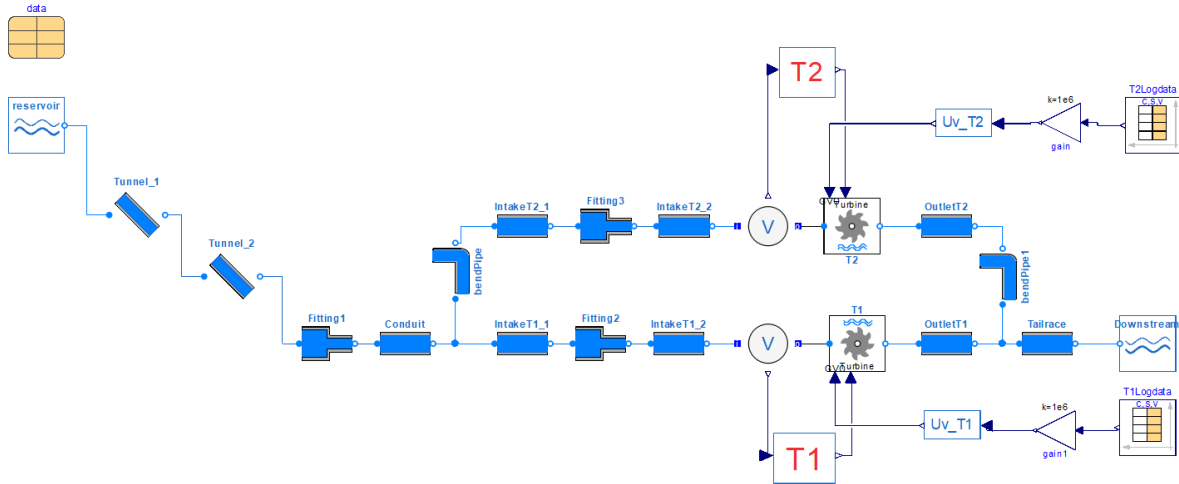 data
reservoir
Tunnel_1
Tunnel_2
Fitting1
Conduit
bendPipe
IntakeT2_1
Fitting3
IntakeT2_2
V
T2
Turbine
T2
OutletT2
bendPipe1
Uv_T2
k=1e6
gain
T2Logdata
c,s,v
IntakeT1_1
Fitting2
IntakeT1_2
V
T1
T1
Turbine
OutletT1
Tailrace
Downstream
Uv_T1
k=1e6
gain1
T1Logdata
c,s,v